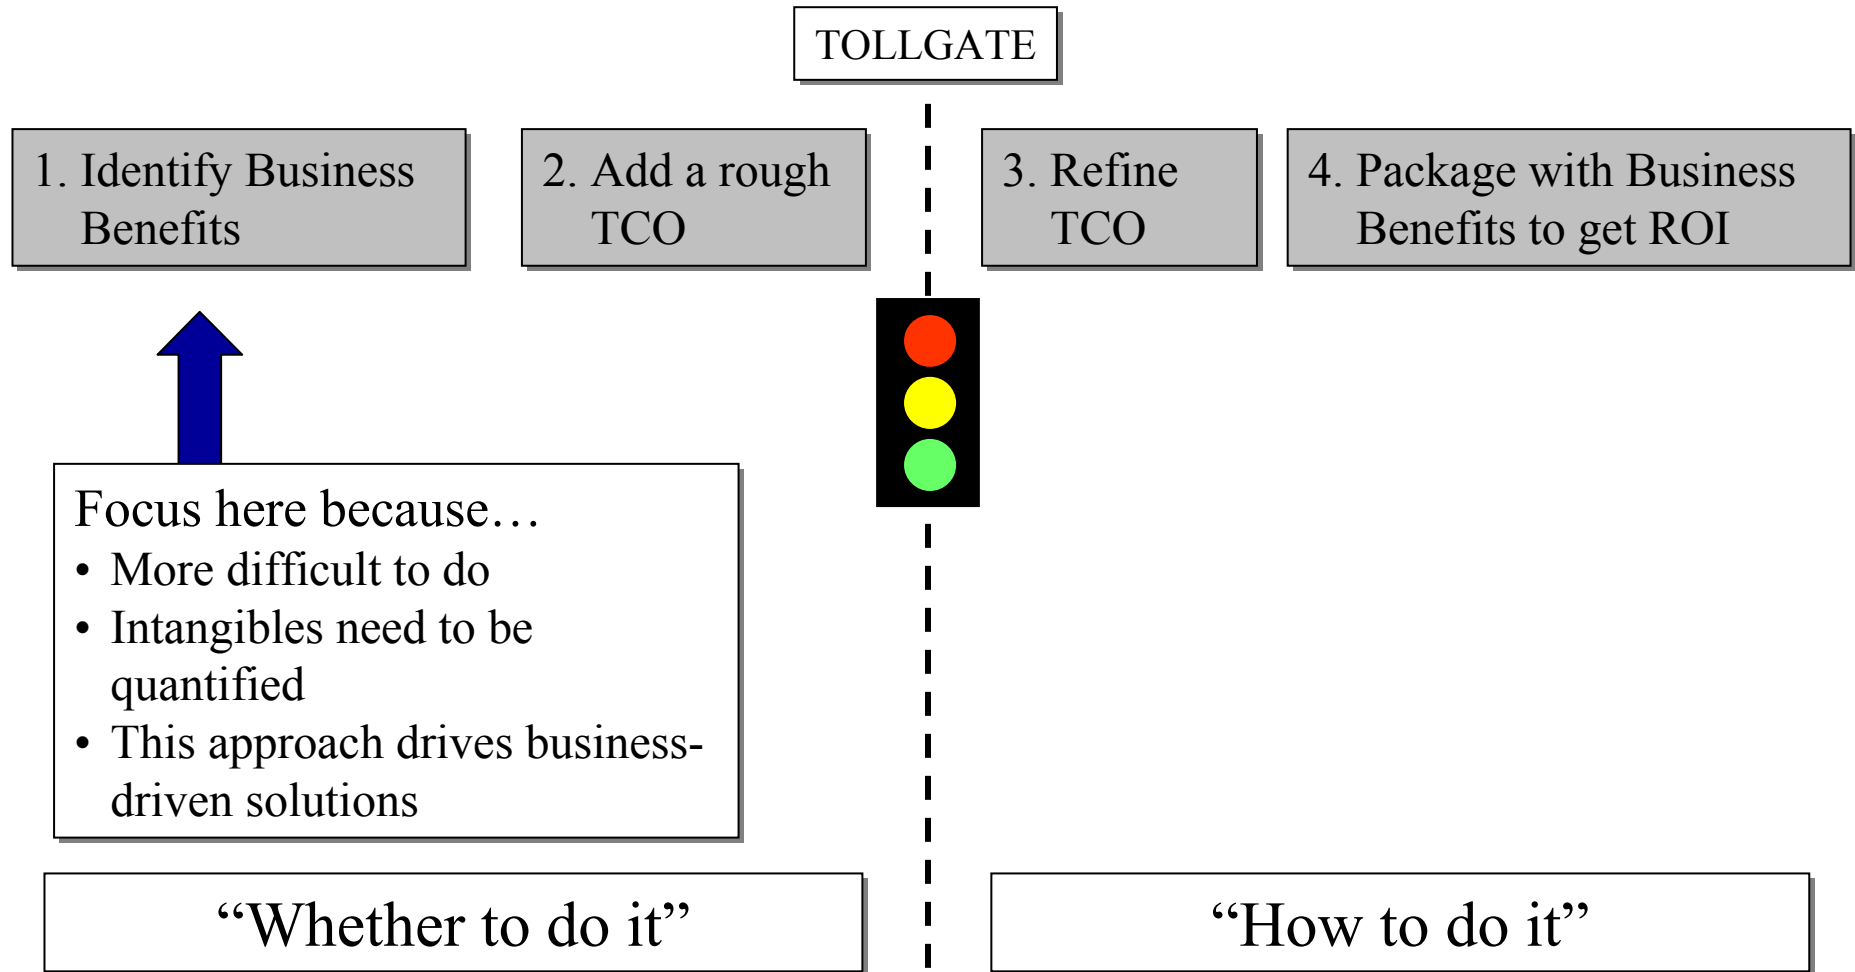 TOLLGATE
1. Identify Business
Benefits
2. Add a rough
TCO
3. Refine
TCO
4. Package with Business
Benefits to get ROI
Focus here because…
• More difficult to do
• Intangibles need to be
quantified
• This approach drives business-
driven solutions
“Whether to do it”
“How to do it”